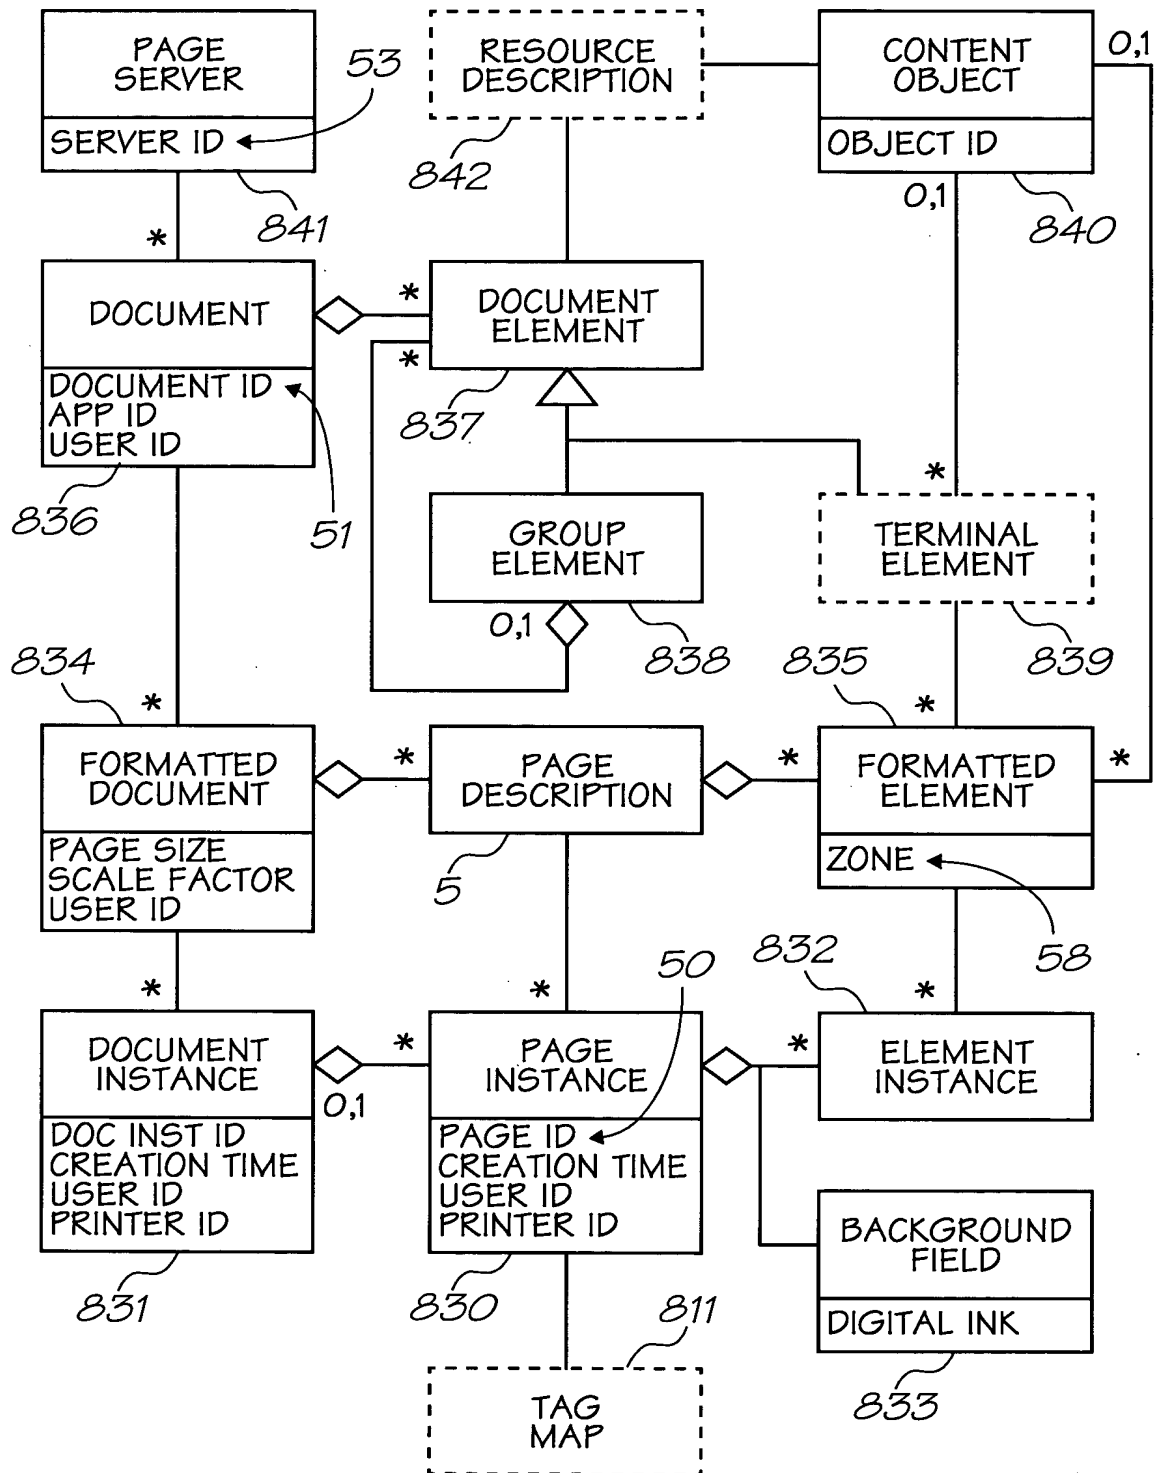 PAGE
SERVER
SERVER ID
53
841
*
RESOURCE
DESCRIPTION
842
CONTENT
OBJECT
OBJECT ID
0,1
0,1
840
DOCUMENT
DOCUMENT ID
APP ID
USER ID
836
51
*
*
DOCUMENT
ELEMENT
837
GROUP
ELEMENT
0,1
838
*
TERMINAL
ELEMENT
839
834
*
FORMATTED
DOCUMENT
PAGE SIZE
SCALE FACTOR
USER ID
*
PAGE
DESCRIPTION
5
*
835
*
FORMATTED
ELEMENT
*
ZONE
58
*
DOCUMENT
INSTANCE
0,1
DOC INST ID
CREATION TIME
USER ID
PRINTER ID
831
*
*
50
PAGE
INSTANCE
PAGE ID
CREATION TIME
USER ID
PRINTER ID
830
*
832
*
ELEMENT
INSTANCE
BACKGROUND
FIELD
DIGITAL INK
833
811
TAG
MAP